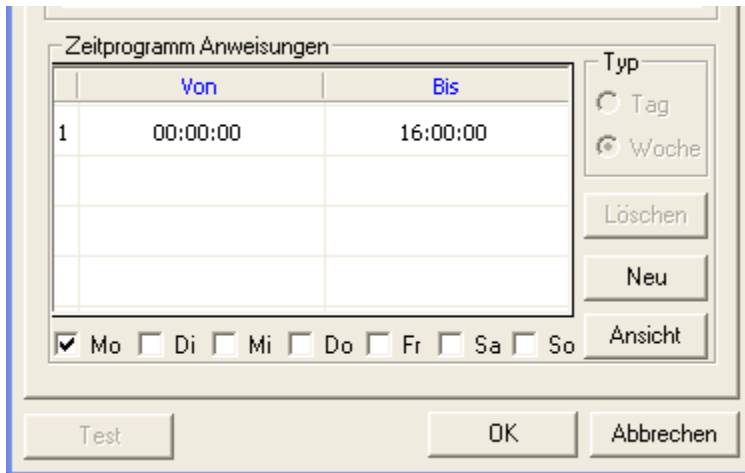 Zeitprogramm Anweisungen
Von Bis
1 00:00:00 16:00:00
Typ
Tag
Woche
Löschen
Neu
Ansicht
Mo Di Mi Do Fr Sa So
Test OK Abbrechen